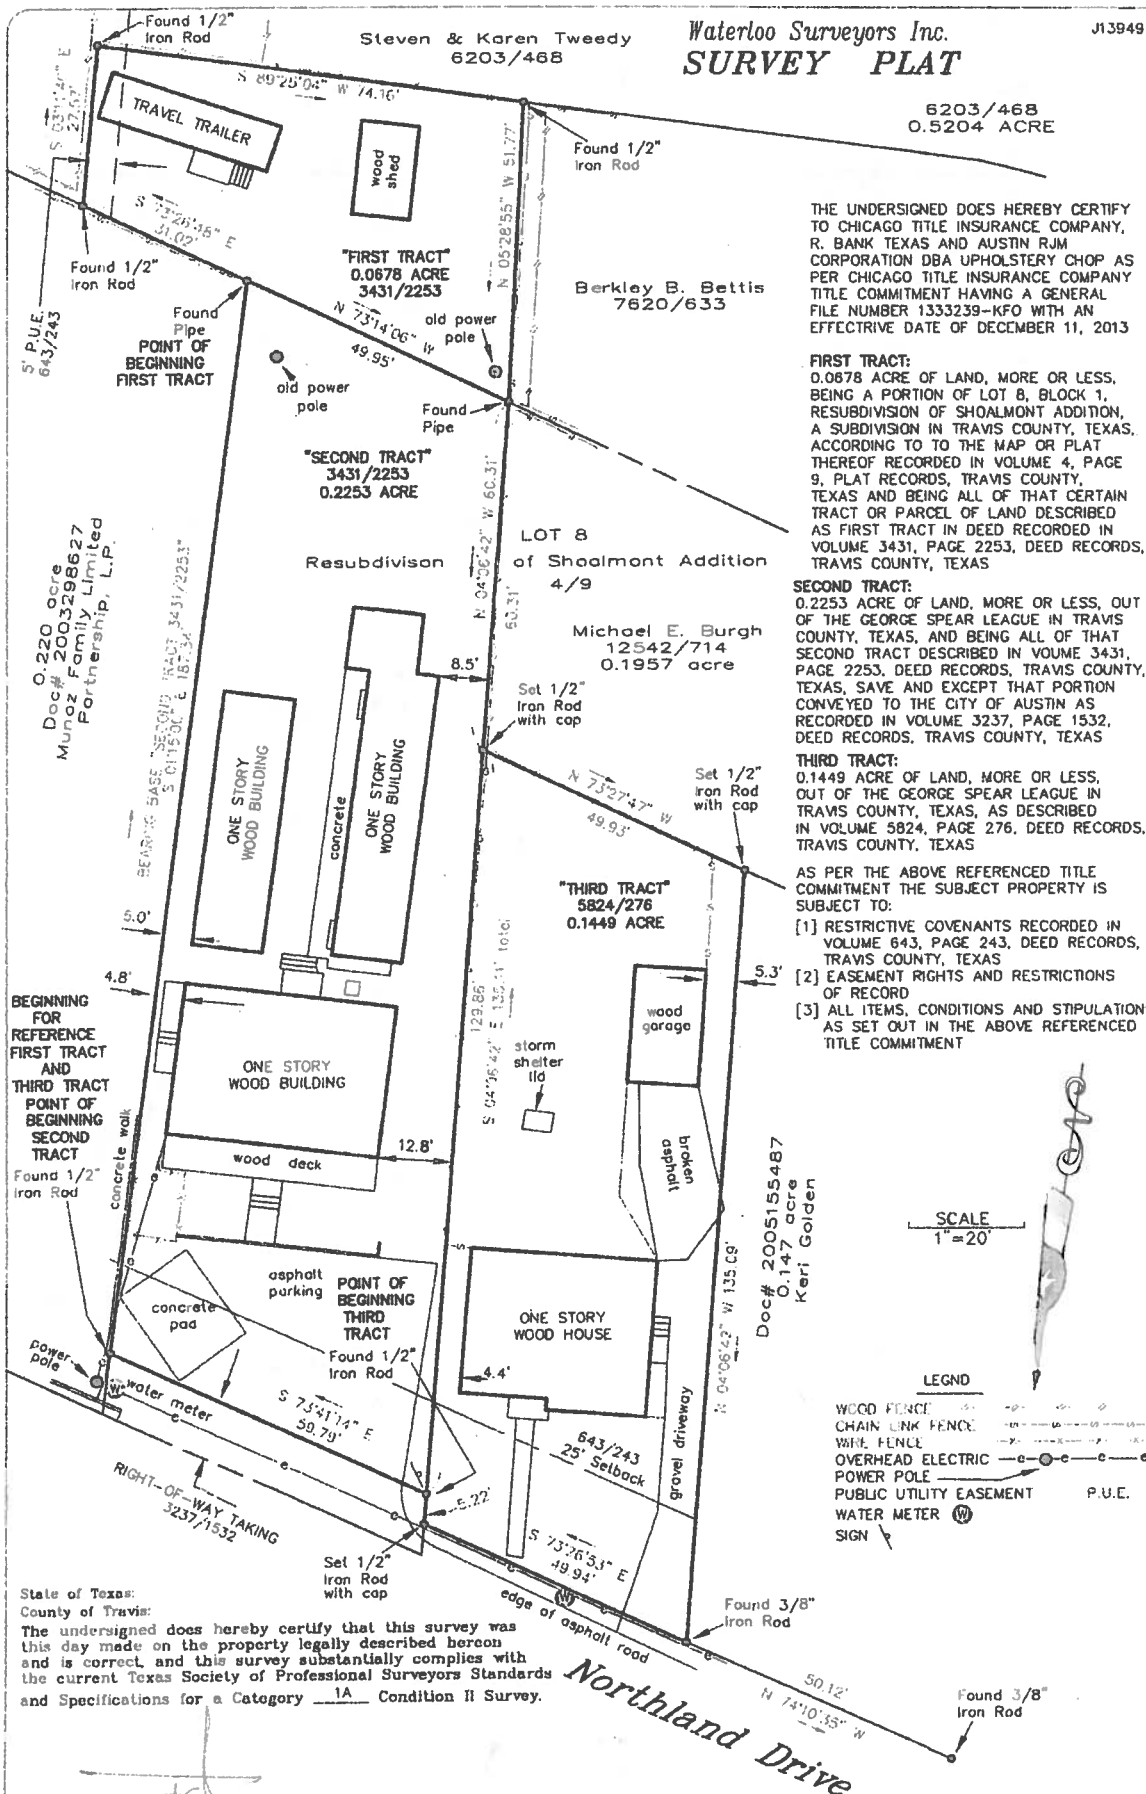 Waterloo Surveyors Inc.
SURVEY PLAT
J13949
6203/468
0.5204 ACRE
Found 1/2"
Iron Rod
Steven & Karen Tweedy
6203/468
S 89°25'04" W 74.16'
27.57'
TRAVEL TRAILER
wood
shed
Found 1/2"
Iron Rod
N 05°28'55" W 51.77'
S 73°26'48" E
31.02'
Found 1/2"
Iron Rod
5' P.U.E.
643/243
"FIRST TRACT"
0.0678 ACRE
3431/2253
Berkley B. Bettis
7620/633
Found
Pipe
POINT OF
BEGINNING
FIRST TRACT
N 73°14'06" W
49.95'
old power
pole
old power
pole
Found
Pipe
"SECOND TRACT"
3431/2253
0.2253 ACRE
N 04°06'42" W 60.31'
60.31'
LOT 8
Resubdivison of Shoalmont Addition
4/9
0.220 acre
Doc# 2003298627
Munoz Family Limited
Partnership, L.P.
BEARING BASE "SECOND TRACT" 3431/2253"
Michael E. Burgh
12542/714
0.1957 acre
8.5'
Set 1/2"
Iron Rod
with cap
ONE STORY
WOOD BUILDING
concrete
ONE STORY
WOOD BUILDING
N 73°27'47" W
49.93'
Set 1/2"
Iron Rod
with cap
"THIRD TRACT"
5824/276
0.1449 ACRE
5.0'
4.8'
5.3'
129.86'
wood
garage
storm
shelter
lid
ONE STORY
WOOD BUILDING
wood deck
12.8'
broken
asphalt
BEGINNING
FOR
REFERENCE
FIRST TRACT
AND
THIRD TRACT
POINT OF
BEGINNING
SECOND
TRACT
Found 1/2"
Iron Rod
concrete walk
Doc# 2005155487
0.147 acre
Keri Golden
N 04°06'42" W 135.09'
asphalt
parking
concrete
pad
POINT OF
BEGINNING
THIRD
TRACT
Found 1/2"
Iron Rod
ONE STORY
WOOD HOUSE
4.4'
power
pole
water meter
S 73°41'14" E
59.79'
643/243
25' Setback
gravel driveway
RIGHT-OF-WAY TAKING
3237/1532
5.22'
Set 1/2"
Iron Rod
with cap
S 73°26'53" E
49.94'
edge of asphalt road
Found 3/8"
Iron Rod
50.12'
N 74°10'35" W
Found 3/8"
Iron Rod
Northland Drive
THE UNDERSIGNED DOES HEREBY CERTIFY
TO CHICAGO TITLE INSURANCE COMPANY,
R. BANK TEXAS AND AUSTIN RJM
CORPORATION DBA UPHOLSTERY CHOP AS
PER CHICAGO TITLE INSURANCE COMPANY
TITLE COMMITMENT HAVING A GENERAL
FILE NUMBER 1333239-KFO WITH AN
EFFECTRIVE DATE OF DECEMBER 11, 2013
FIRST TRACT:
0.0678 ACRE OF LAND, MORE OR LESS,
BEING A PORTION OF LOT 8, BLOCK 1,
RESUBDIVISION OF SHOALMONT ADDITION,
A SUBDIVISION IN TRAVIS COUNTY, TEXAS,
ACCORDING TO TO THE MAP OR PLAT
THEREOF RECORDED IN VOLUME 4, PAGE
9, PLAT RECORDS, TRAVIS COUNTY,
TEXAS AND BEING ALL OF THAT CERTAIN
TRACT OR PARCEL OF LAND DESCRIBED
AS FIRST TRACT IN DEED RECORDED IN
VOLUME 3431, PAGE 2253, DEED RECORDS,
TRAVIS COUNTY, TEXAS
SECOND TRACT:
0.2253 ACRE OF LAND, MORE OR LESS, OUT
OF THE GEORGE SPEAR LEAGUE IN TRAVIS
COUNTY, TEXAS, AND BEING ALL OF THAT
SECOND TRACT DESCRIBED IN VOUME 3431,
PAGE 2253, DEED RECORDS, TRAVIS COUNTY,
TEXAS, SAVE AND EXCEPT THAT PORTION
CONVEYED TO THE CITY OF AUSTIN AS
RECORDED IN VOLUME 3237, PAGE 1532,
DEED RECORDS, TRAVIS COUNTY, TEXAS
THIRD TRACT:
0.1449 ACRE OF LAND, MORE OR LESS,
OUT OF THE GEORGE SPEAR LEAGUE IN
TRAVIS COUNTY, TEXAS, AS DESCRIBED
IN VOLUME 5824, PAGE 276, DEED RECORDS,
TRAVIS COUNTY, TEXAS
AS PER THE ABOVE REFERENCED TITLE
COMMITMENT THE SUBJECT PROPERTY IS
SUBJECT TO:
[1] RESTRICTIVE COVENANTS RECORDED IN
VOLUME 643, PAGE 243, DEED RECORDS,
TRAVIS COUNTY, TEXAS
[2] EASEMENT RIGHTS AND RESTRICTIONS
OF RECORD
[3] ALL ITEMS, CONDITIONS AND STIPULATION
AS SET OUT IN THE ABOVE REFERENCED
TITLE COMMITMENT
SCALE
1"=20'
LEGND
WOOD FENCE
CHAIN LINK FENCE
WIRE FENCE
OVERHEAD ELECTRIC
POWER POLE
PUBLIC UTILITY EASEMENT P.U.E.
WATER METER W
SIGN
State of Texas:
County of Travis:
The undersigned does hereby certify that this survey was
this day made on the property legally described hereon
and is correct, and this survey substantially complies with
the current Texas Society of Professional Surveyors Standards
and Specifications for a Category 1A Condition II Survey.